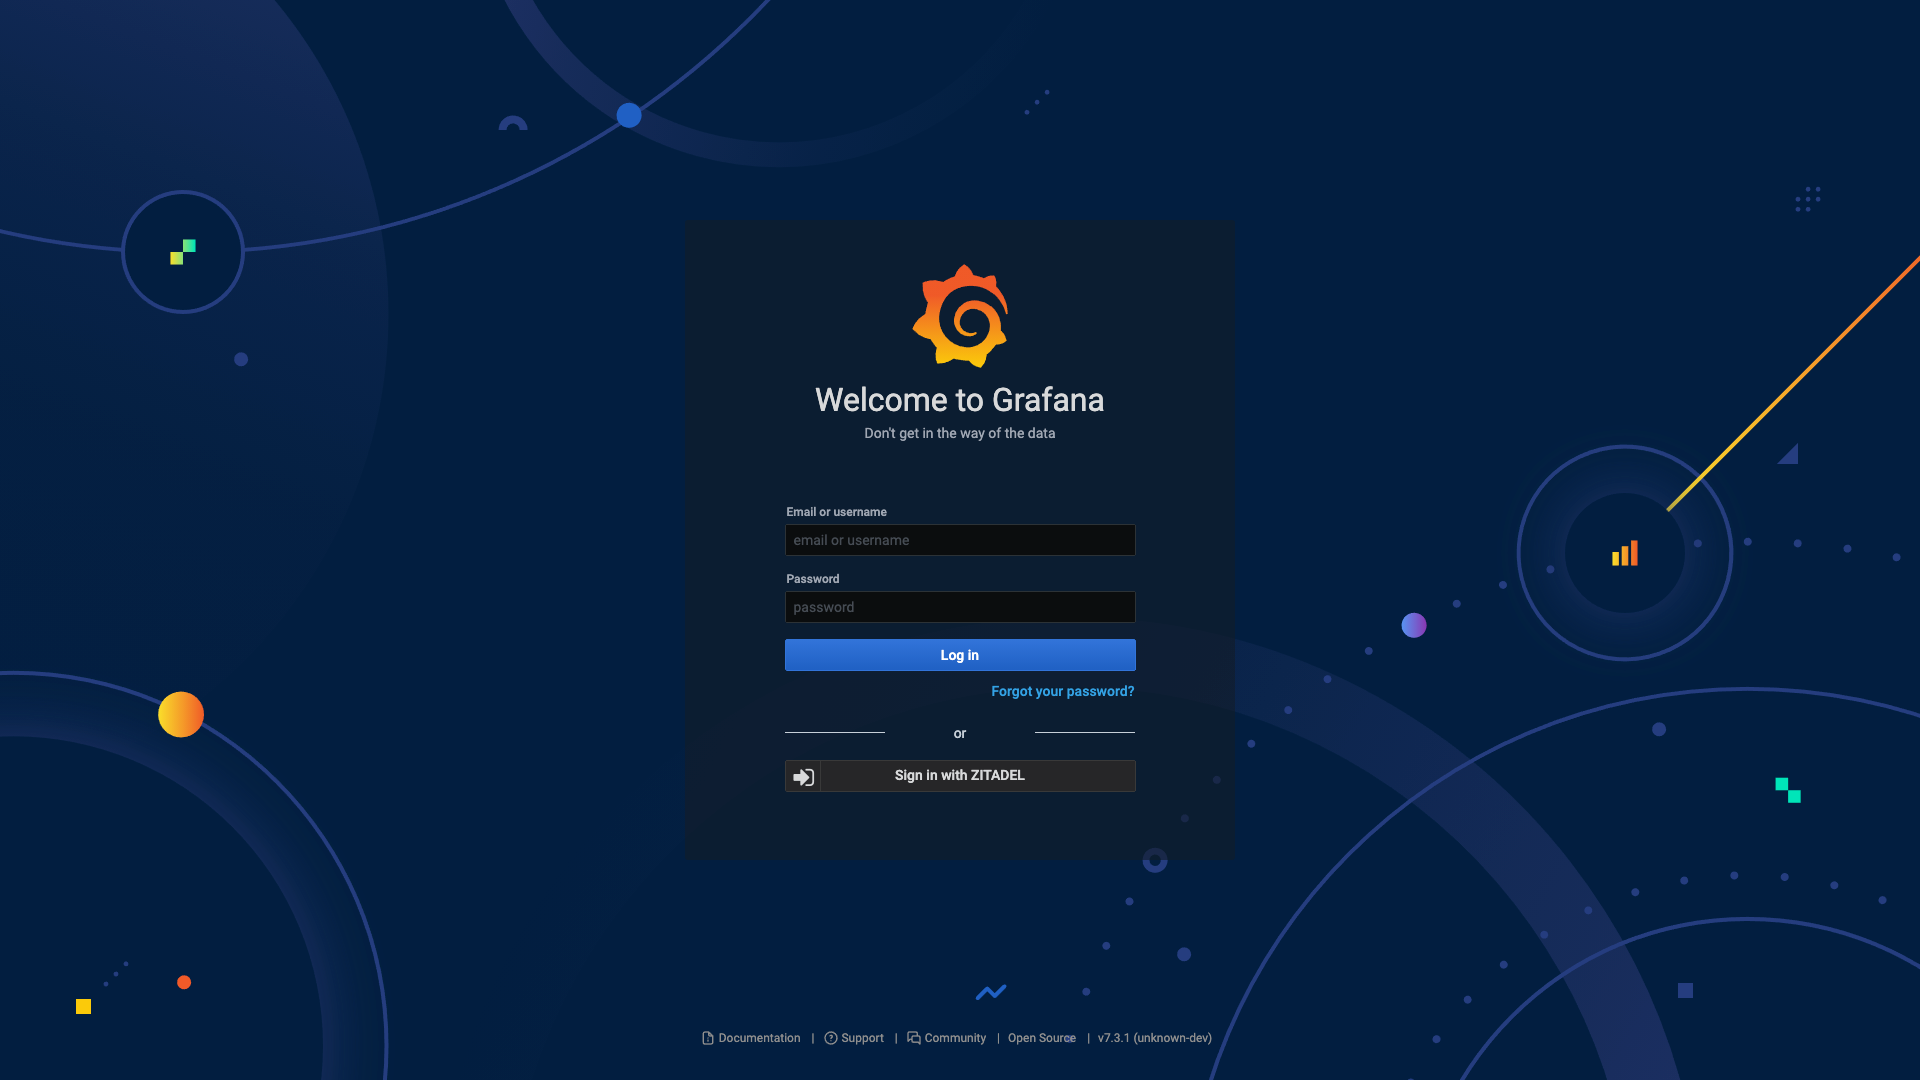 Welcome to Grafana
Don't get in the way of the data
Email or username
email or username
Password
password
Log in
Forgot your password?
or
Sign in with ZITADEL
Documentation | Support | Community | Open Source | v7.3.1 (unknown-dev)